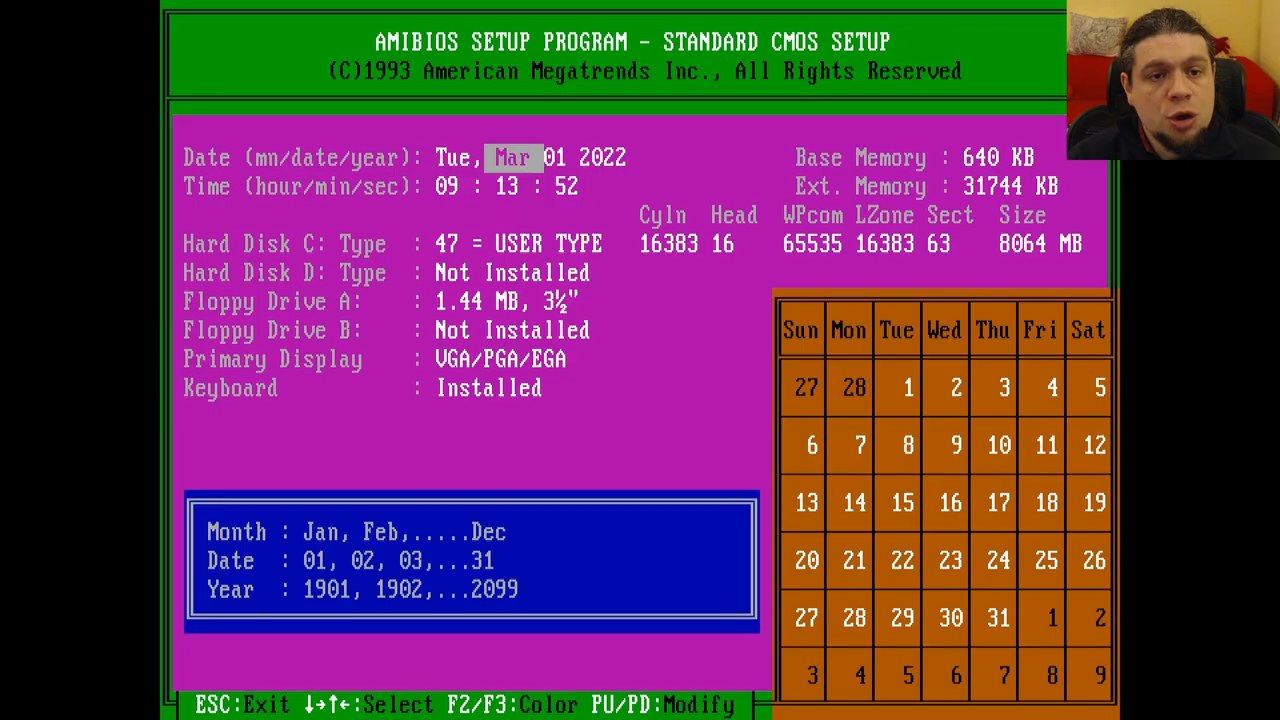 AMIBIOS SETUP PROGRAM - STANDARD CMOS SETUP
(C)1993 American Megatrends Inc., All Rights Reserved
Date (mn/date/year): Tue, Mar 01 2022 Base Memory : 640 KB
Time (hour/min/sec): 09 : 13 : 52 Ext. Memory : 31744 KB
Cyln Head WPcom LZone Sect Size
Hard Disk C: Type : 47 = USER TYPE 16383 16 65535 16383 63 8064 MB
Hard Disk D: Type : Not Installed
Floppy Drive A: : 1.44 MB, 3½"
Floppy Drive B: : Not Installed
Primary Display : VGA/PGA/EGA
Keyboard : Installed
Sun Mon Tue Wed Thu Fri Sat
27 28 1 2 3 4 5
6 7 8 9 10 11 12
13 14 15 16 17 18 19
20 21 22 23 24 25 26
27 28 29 30 31 1 2
3 4 5 6 7 8 9
Month : Jan, Feb,.....Dec
Date : 01, 02, 03,...31
Year : 1901, 1902,...2099
ESC:Exit ↓→↑←:Select F2/F3:Color PU/PD:Modify